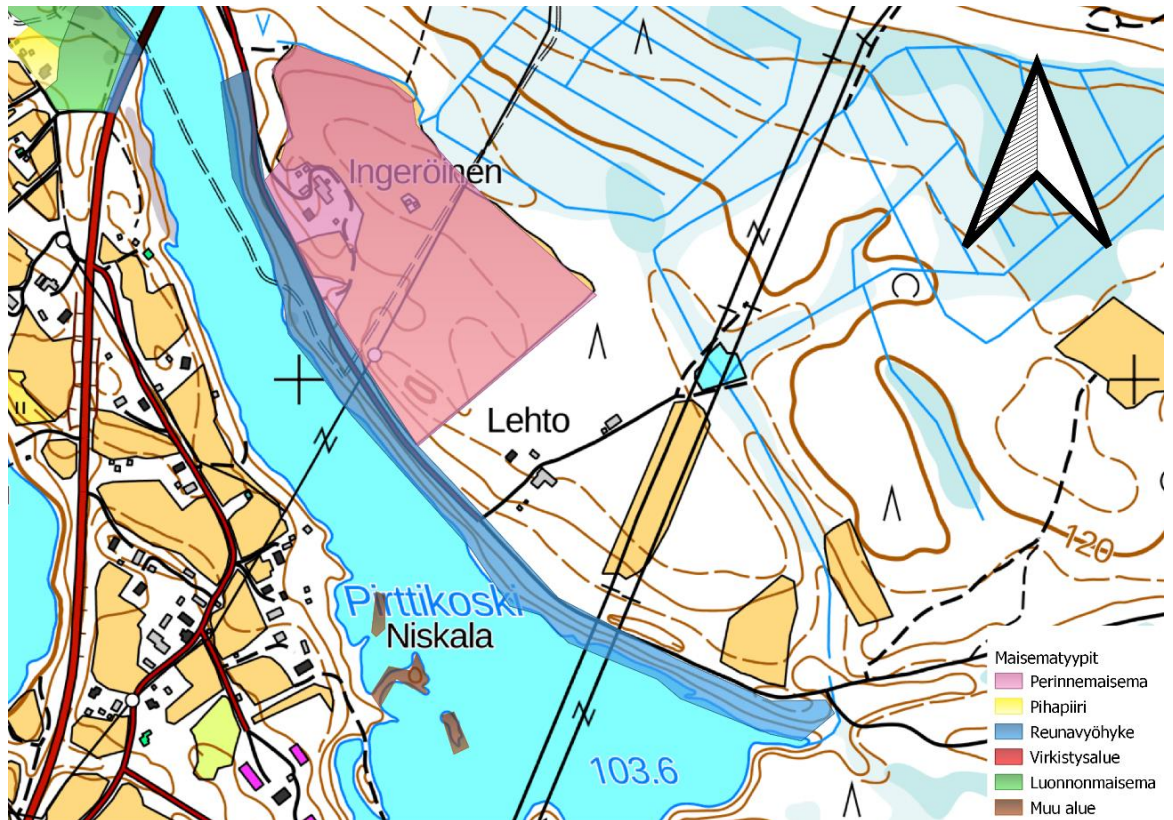 Ingeröinen
Lehto
Pirttikoski
Niskala
120
103.6
Maisematyypit
Perinnemaisema
Pihapiiri
Reunavyöhyke
Virkistysalue
Luonnonmaisema
Muu alue